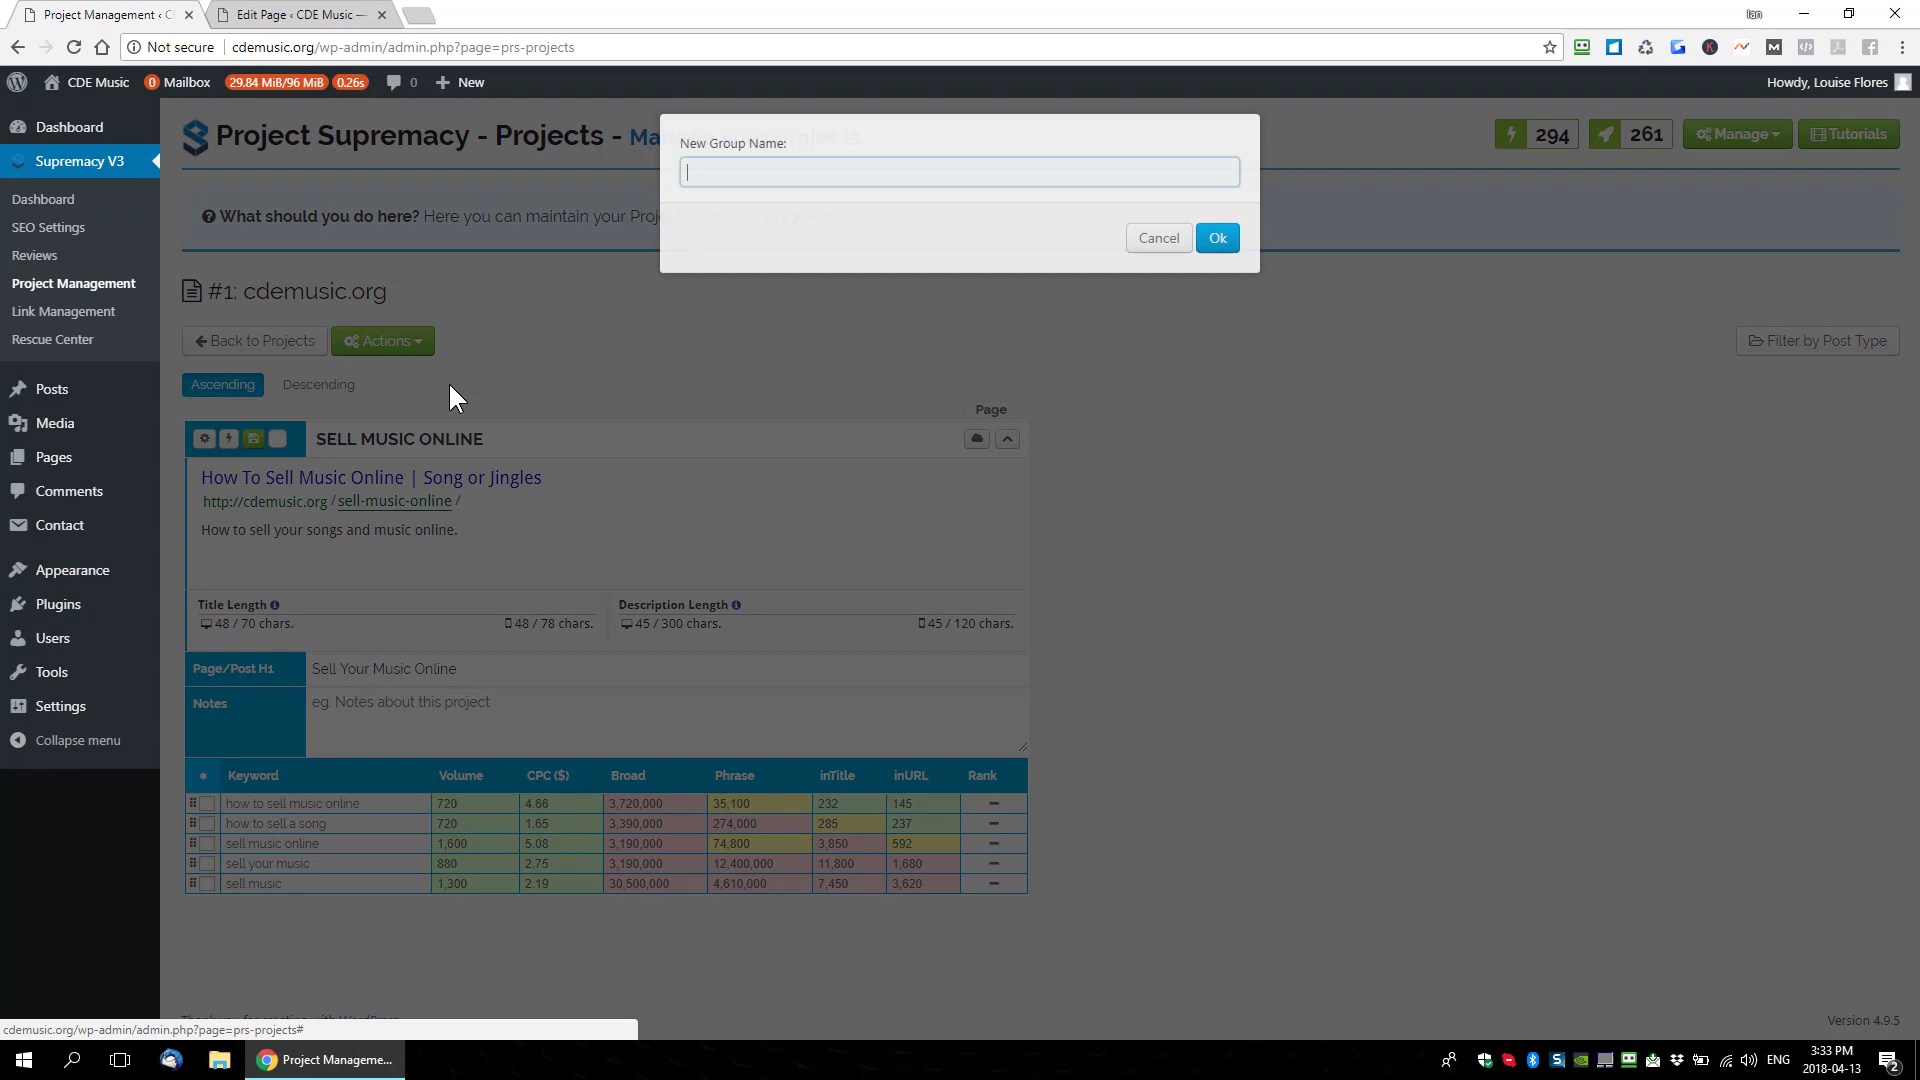 Project Management ‹ C
Edit Page ‹ CDE Music —
Ian
Not secure
cdemusic.org/wp-admin/admin.php?page=prs-projects
CDE Music
0 Mailbox
29.84 MiB/96 MiB
0.26s
0
New
Howdy, Louise Flores
Dashboard
Supremacy V3
Dashboard
SEO Settings
Reviews
Project Management
Link Management
Rescue Center
Posts
Media
Pages
Comments
Contact
Appearance
Plugins
Users
Tools
Settings
Collapse menu
Project Supremacy - Projects -
294
261
Manage
Tutorials
What should you do here? Here you can maintain your
New Group Name:
Cancel
Ok
#1: cdemusic.org
Back to Projects
Actions
Filter by Post Type
Ascending
Descending
Page
SELL MUSIC ONLINE
How To Sell Music Online | Song or Jingles
http://cdemusic.org / sell-music-online /
How to sell your songs and music online.
Title Length
48 / 70 chars.
48 / 78 chars.
Description Length
45 / 300 chars.
45 / 120 chars.
Page/Post H1
Sell Your Music Online
Notes
eg. Notes about this project
Keyword Volume CPC ($) Broad Phrase inTitle inURL Rank
how to sell music online 720 4.66 3,720,000 35,100 232 145
how to sell a song 720 1.65 3,390,000 274,000 285 237
sell music online 1,600 5.08 3,190,000 74,800 3,850 592
sell your music 880 2.75 3,190,000 12,400,000 11,800 1,680
sell music 1,300 2.19 30,500,000 4,610,000 7,450 3,620
Version 4.9.5
cdemusic.org/wp-admin/admin.php?page=prs-projects#
Project Manageme...
ENG
3:33 PM
2018-04-13
2